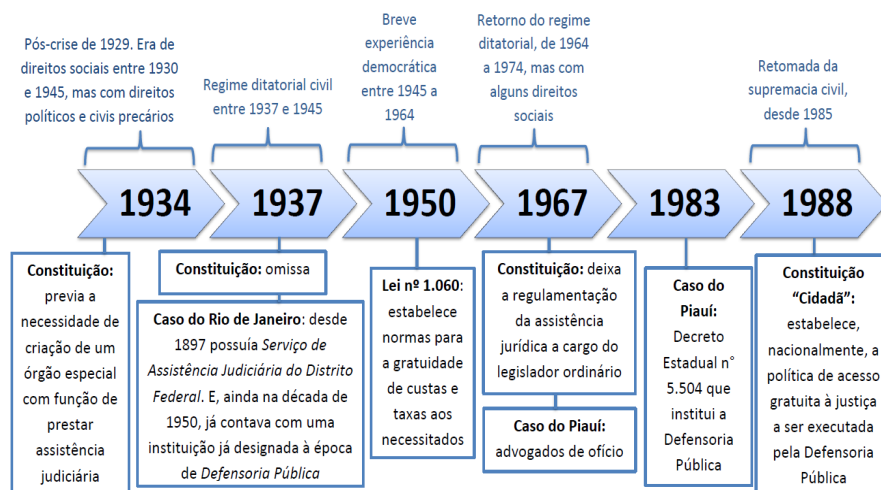 Pós-crise de 1929. Era de
direitos sociais entre 1930
e 1945, mas com direitos
políticos e civis precários
Regime ditatorial civil
entre 1937 e 1945
Breve
experiência
democrática
entre 1945 a
1964
Retorno do regime
ditatorial, de 1964
a 1974, mas com
alguns direitos
sociais
Retomada da
supremacia civil,
desde 1985
1934
1937
1950
1967
1983
1988
Constituição:
previa a
necessidade de
criação de um
órgão especial
com função de
prestar
assistência
judiciária
Constituição: omissa
Caso do Rio de Janeiro: desde
1897 possuía Serviço de
Assistência Judiciária do Distrito
Federal. E, ainda na década de
1950, já contava com uma
instituição já designada à época
de Defensoria Pública
Lei nº 1.060:
estabelece
normas para
a gratuidade
de custas e
taxas aos
necessitados
Constituição: deixa
a regulamentação
da assistência
jurídica a cargo do
legislador ordinário
Caso do Piauí:
advogados de ofício
Caso do
Piauí:
Decreto
Estadual n°
5.504 que
institui a
Defensoria
Pública
Constituição
“Cidadã”:
estabelece,
nacionalmente, a
política de acesso
gratuita à justiça
a ser executada
pela Defensoria
Pública